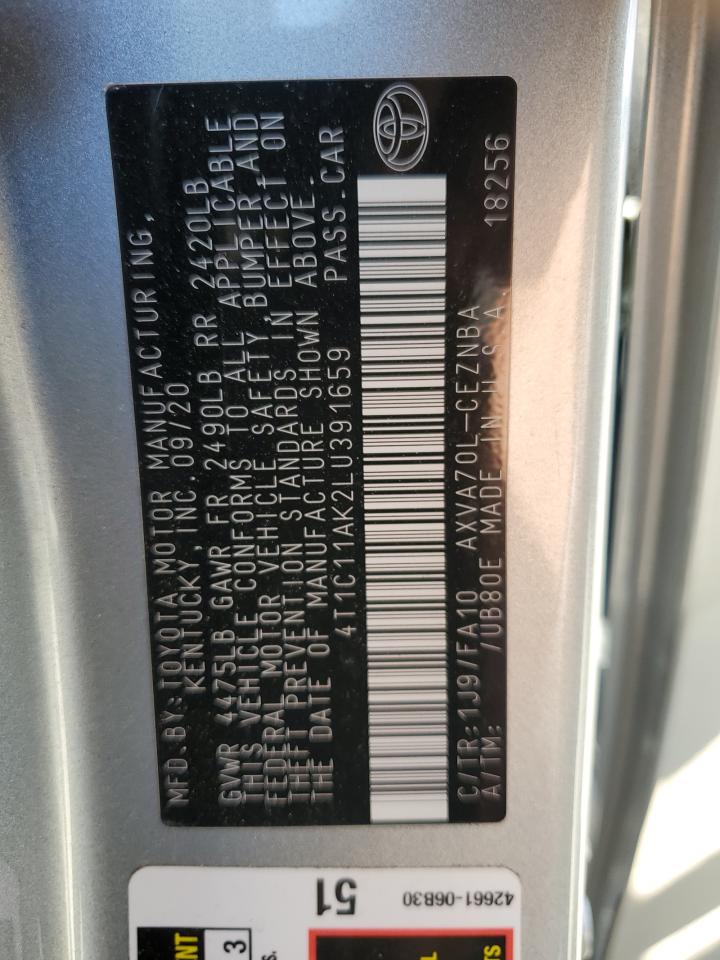 MFD.BY:TOYOTA MOTOR MANUFACTURING,
KENTUCKY, INC.09/20
GVWR 4475LB GAWR FR 2490LB RR 2420LB
THIS VEHICLE CONFORMS TO ALL APPLICABLE
FEDERAL MOTOR VEHICLE SAFETY,BUMPER,AND
THEFT PREVENTION STANDARDS IN EFFECT ON
THE DATE OF MANUFACTURE SHOWN ABOVE.
4T1C11AK2LU391659 PASS.CAR
C/TR:1J9/FA10 AXVA70L-CEZNBA
A/TM: /UB80E MADE IN U.S.A. 18256
51
42661-06B30
3